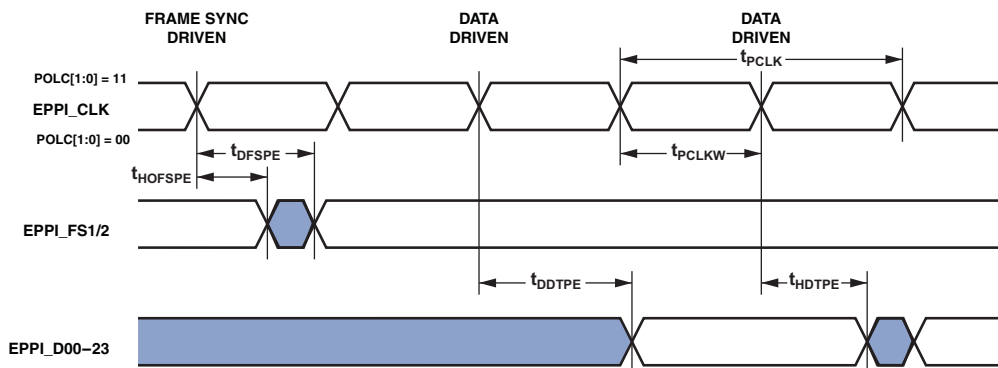 FRAME SYNC
DRIVEN
DATA
DRIVEN
DATA
DRIVEN
tPCLK
POLC[1:0] = 11
EPPI_CLK
POLC[1:0] = 00
tDFSPE
tPCLKW
tHOFSPE
EPPI_FS1/2
tDDTPE
tHDTPE
EPPI_D00–23